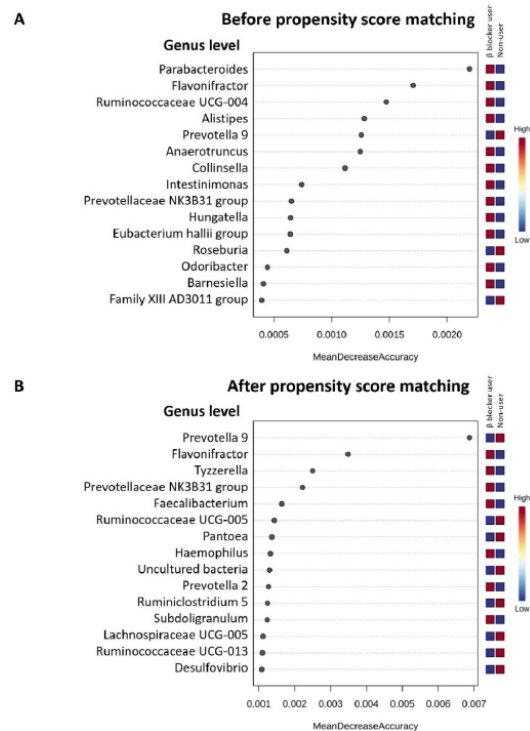 A
Before propensity score matching
Genus level
β blocker user
Non-user
Parabacteroides
Flavonifractor
Ruminococcaceae UCG-004
Alistipes
Prevotella 9
Anaerotruncus
Collinsella
Intestinimonas
Prevotellaceae NK3B31 group
Hungatella
Eubacterium hallii group
Roseburia
Odoribacter
Barnesiella
Family XIII AD3011 group
High
Low
0.0005 0.0010 0.0015 0.0020
MeanDecreaseAccuracy
B
After propensity score matching
Genus level
β blocker user
Non-user
Prevotella 9
Flavonifractor
Tyzzerella
Prevotellaceae NK3B31 group
Faecalibacterium
Ruminococcaceae UCG-005
Pantoea
Haemophilus
Uncultured bacteria
Prevotella 2
Ruminiclostridium 5
Subdoligranulum
Lachnospiraceae UCG-005
Ruminococcaceae UCG-013
Desulfovibrio
High
Low
0.001 0.002 0.003 0.004 0.005 0.006 0.007
MeanDecreaseAccuracy